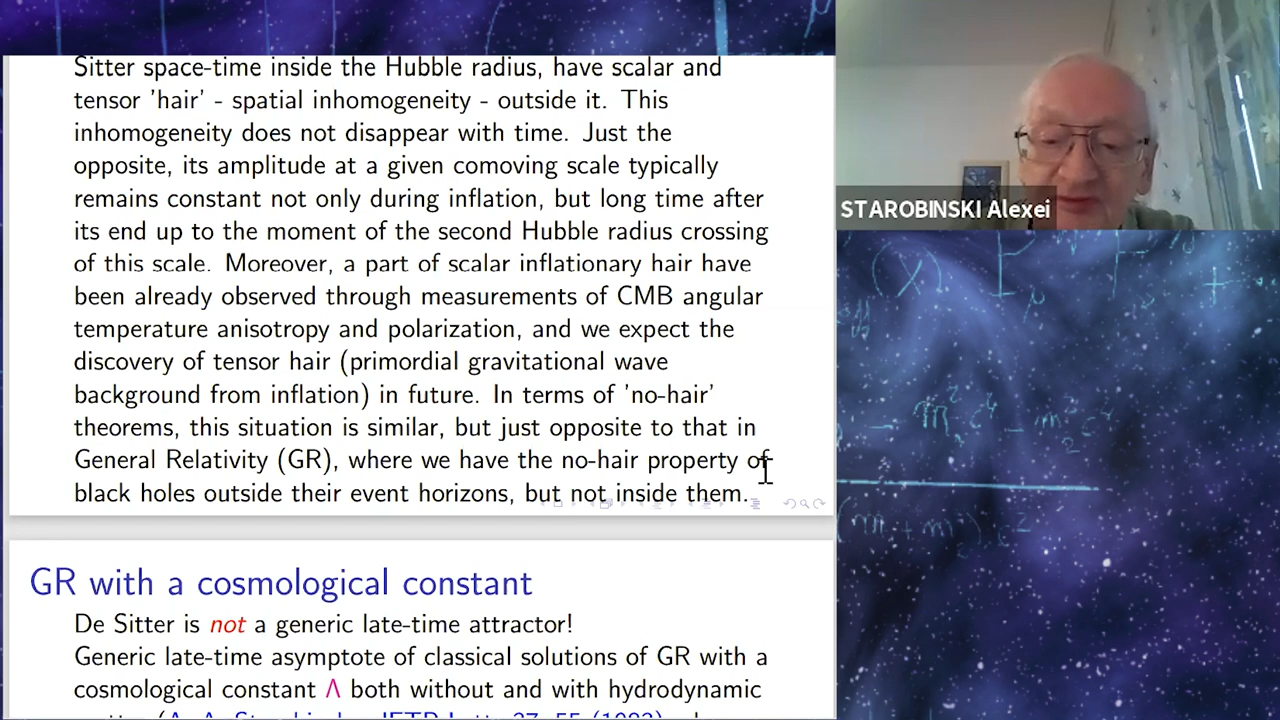 Sitter space-time inside the Hubble radius, have scalar and
tensor 'hair' - spatial inhomogeneity - outside it. This
inhomogeneity does not disappear with time. Just the
opposite, its amplitude at a given comoving scale typically
remains constant not only during inflation, but long time after
its end up to the moment of the second Hubble radius crossing
of this scale. Moreover, a part of scalar inflationary hair have
been already observed through measurements of CMB angular
temperature anisotropy and polarization, and we expect the
discovery of tensor hair (primordial gravitational wave
background from inflation) in future. In terms of 'no-hair'
theorems, this situation is similar, but just opposite to that in
General Relativity (GR), where we have the no-hair property of
black holes outside their event horizons, but not inside them.
GR with a cosmological constant
De Sitter is not a generic late-time attractor!
Generic late-time asymptote of classical solutions of GR with a
cosmological constant Λ both without and with hydrodynamic
STAROBINSKI Alexei